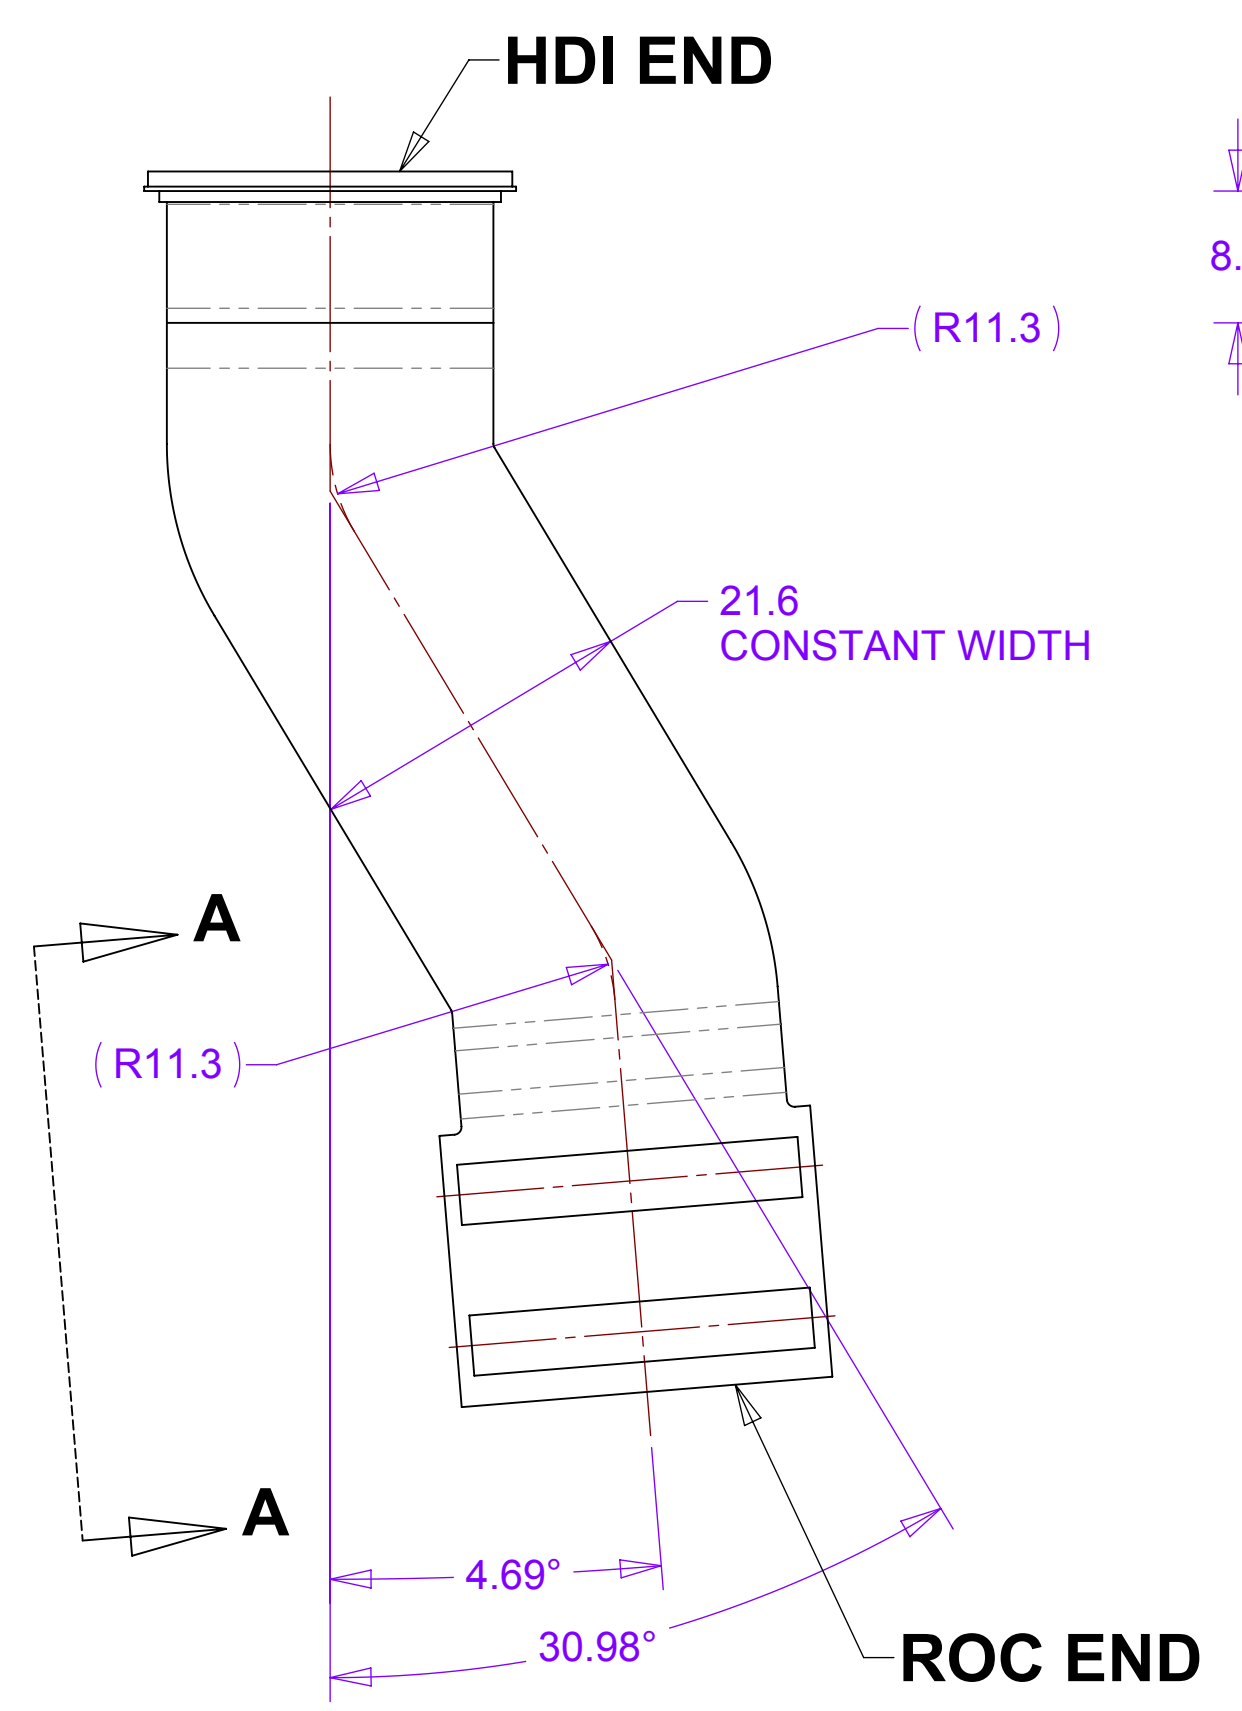 HDI END
8.
( R11.3 )
21.6
CONSTANT WIDTH
A
( R11.3 )
A
4.69°
30.98°
ROC END